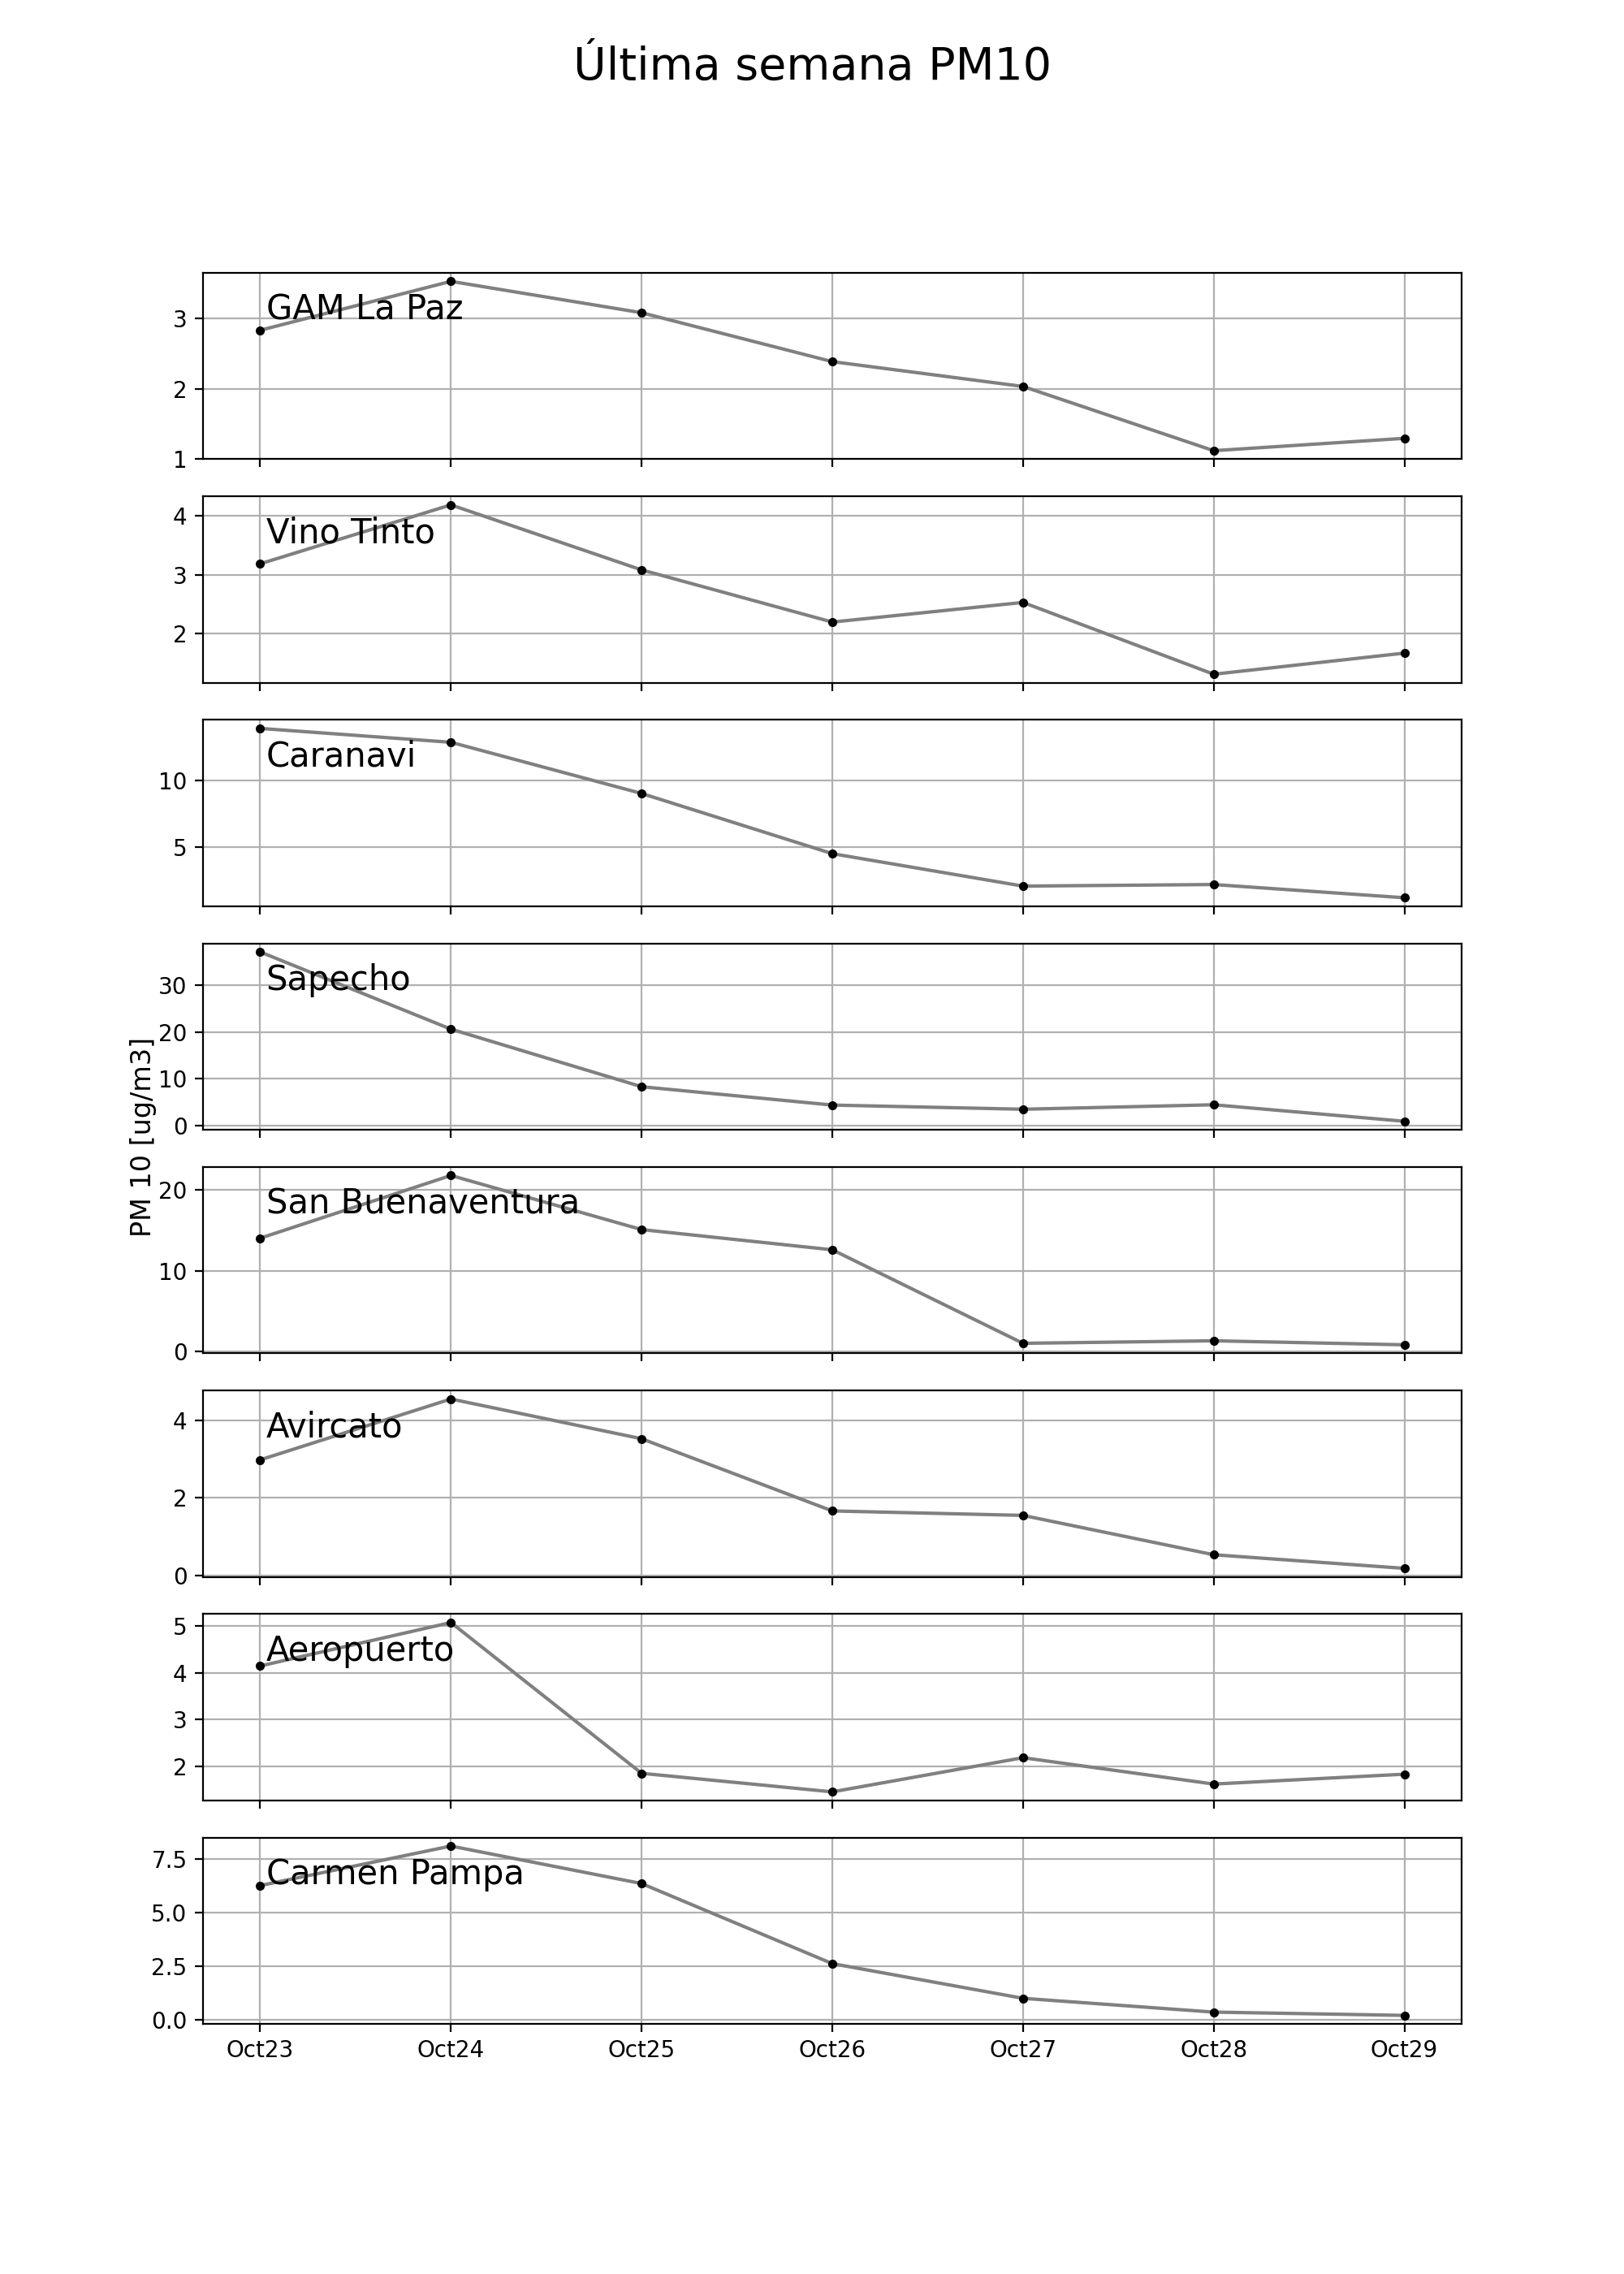 Última semana PM10
GAM La Paz
3
2
1
Vino Tinto
4
3
2
Caranavi
10
5
Sapecho
30
20
10
0
PM 10 [ug/m3]
San Buenaventura
20
10
0
Avircato
4
2
0
Aeropuerto
5
4
3
2
Carmen Pampa
7.5
5.0
2.5
0.0
Oct23 Oct24 Oct25 Oct26 Oct27 Oct28 Oct29